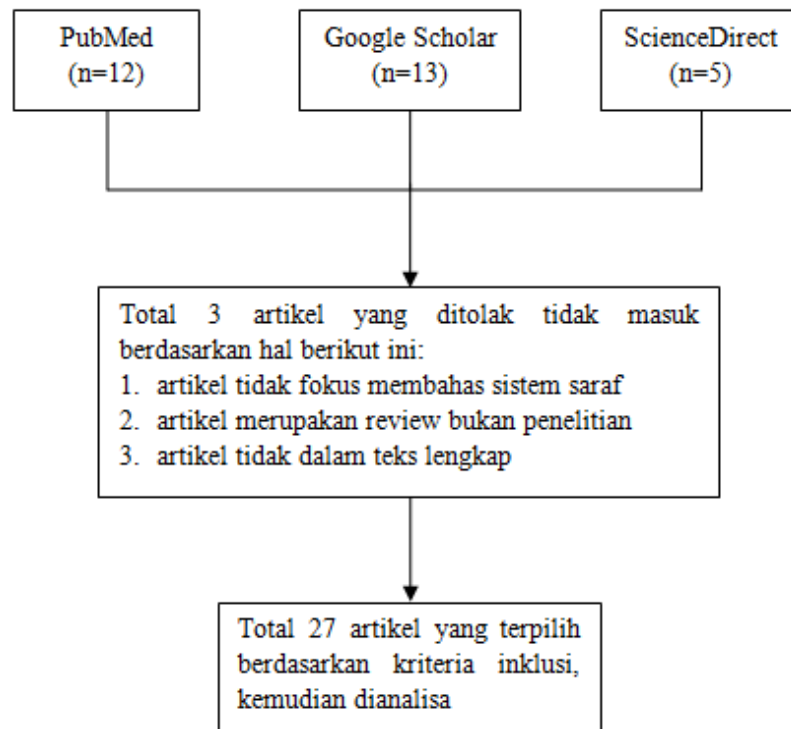 PubMed
(n=12)
Google Scholar
(n=13)
ScienceDirect
(n=5)
Total 3 artikel yang ditolak tidak masuk
berdasarkan hal berikut ini:
1. artikel tidak fokus membahas sistem saraf
2. artikel merupakan review bukan penelitian
3. artikel tidak dalam teks lengkap
Total 27 artikel yang terpilih
berdasarkan kriteria inklusi,
kemudian dianalisa